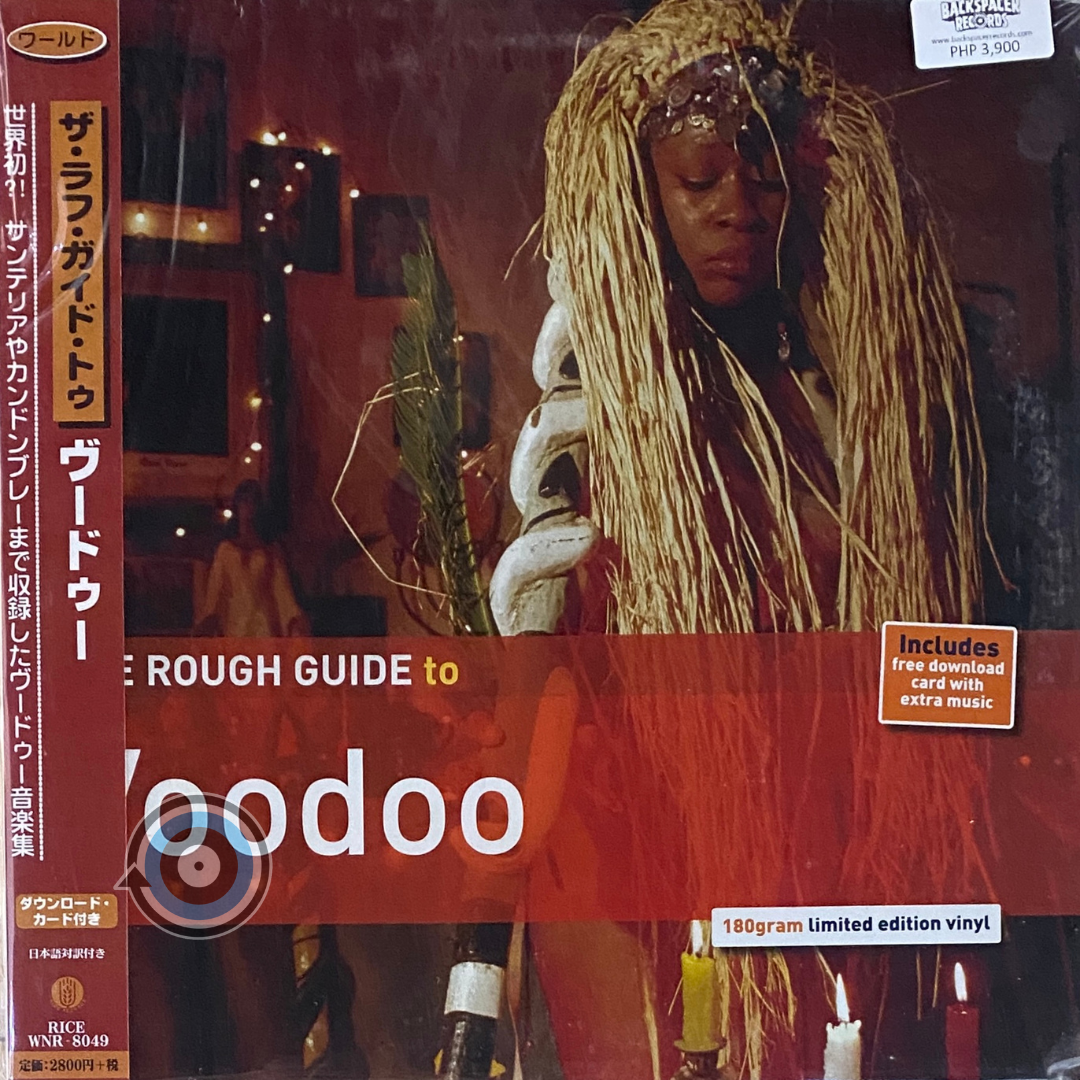 ワールド
ザ・ラフ・ガイド・トゥ
ヴードゥー
世界初?! サンテリアやカンドンブレーまで収録したヴードゥー音楽集
ダウンロード・
カード付き
日本語対訳付き
RICE
WNR-8049
定価:2800円+税
BACKSPACER
RECORDS
www.backspacerrecords.com
PHP 3,900
E ROUGH GUIDE to
Voodoo
Includes
free download
card with
extra music
180gram limited edition vinyl